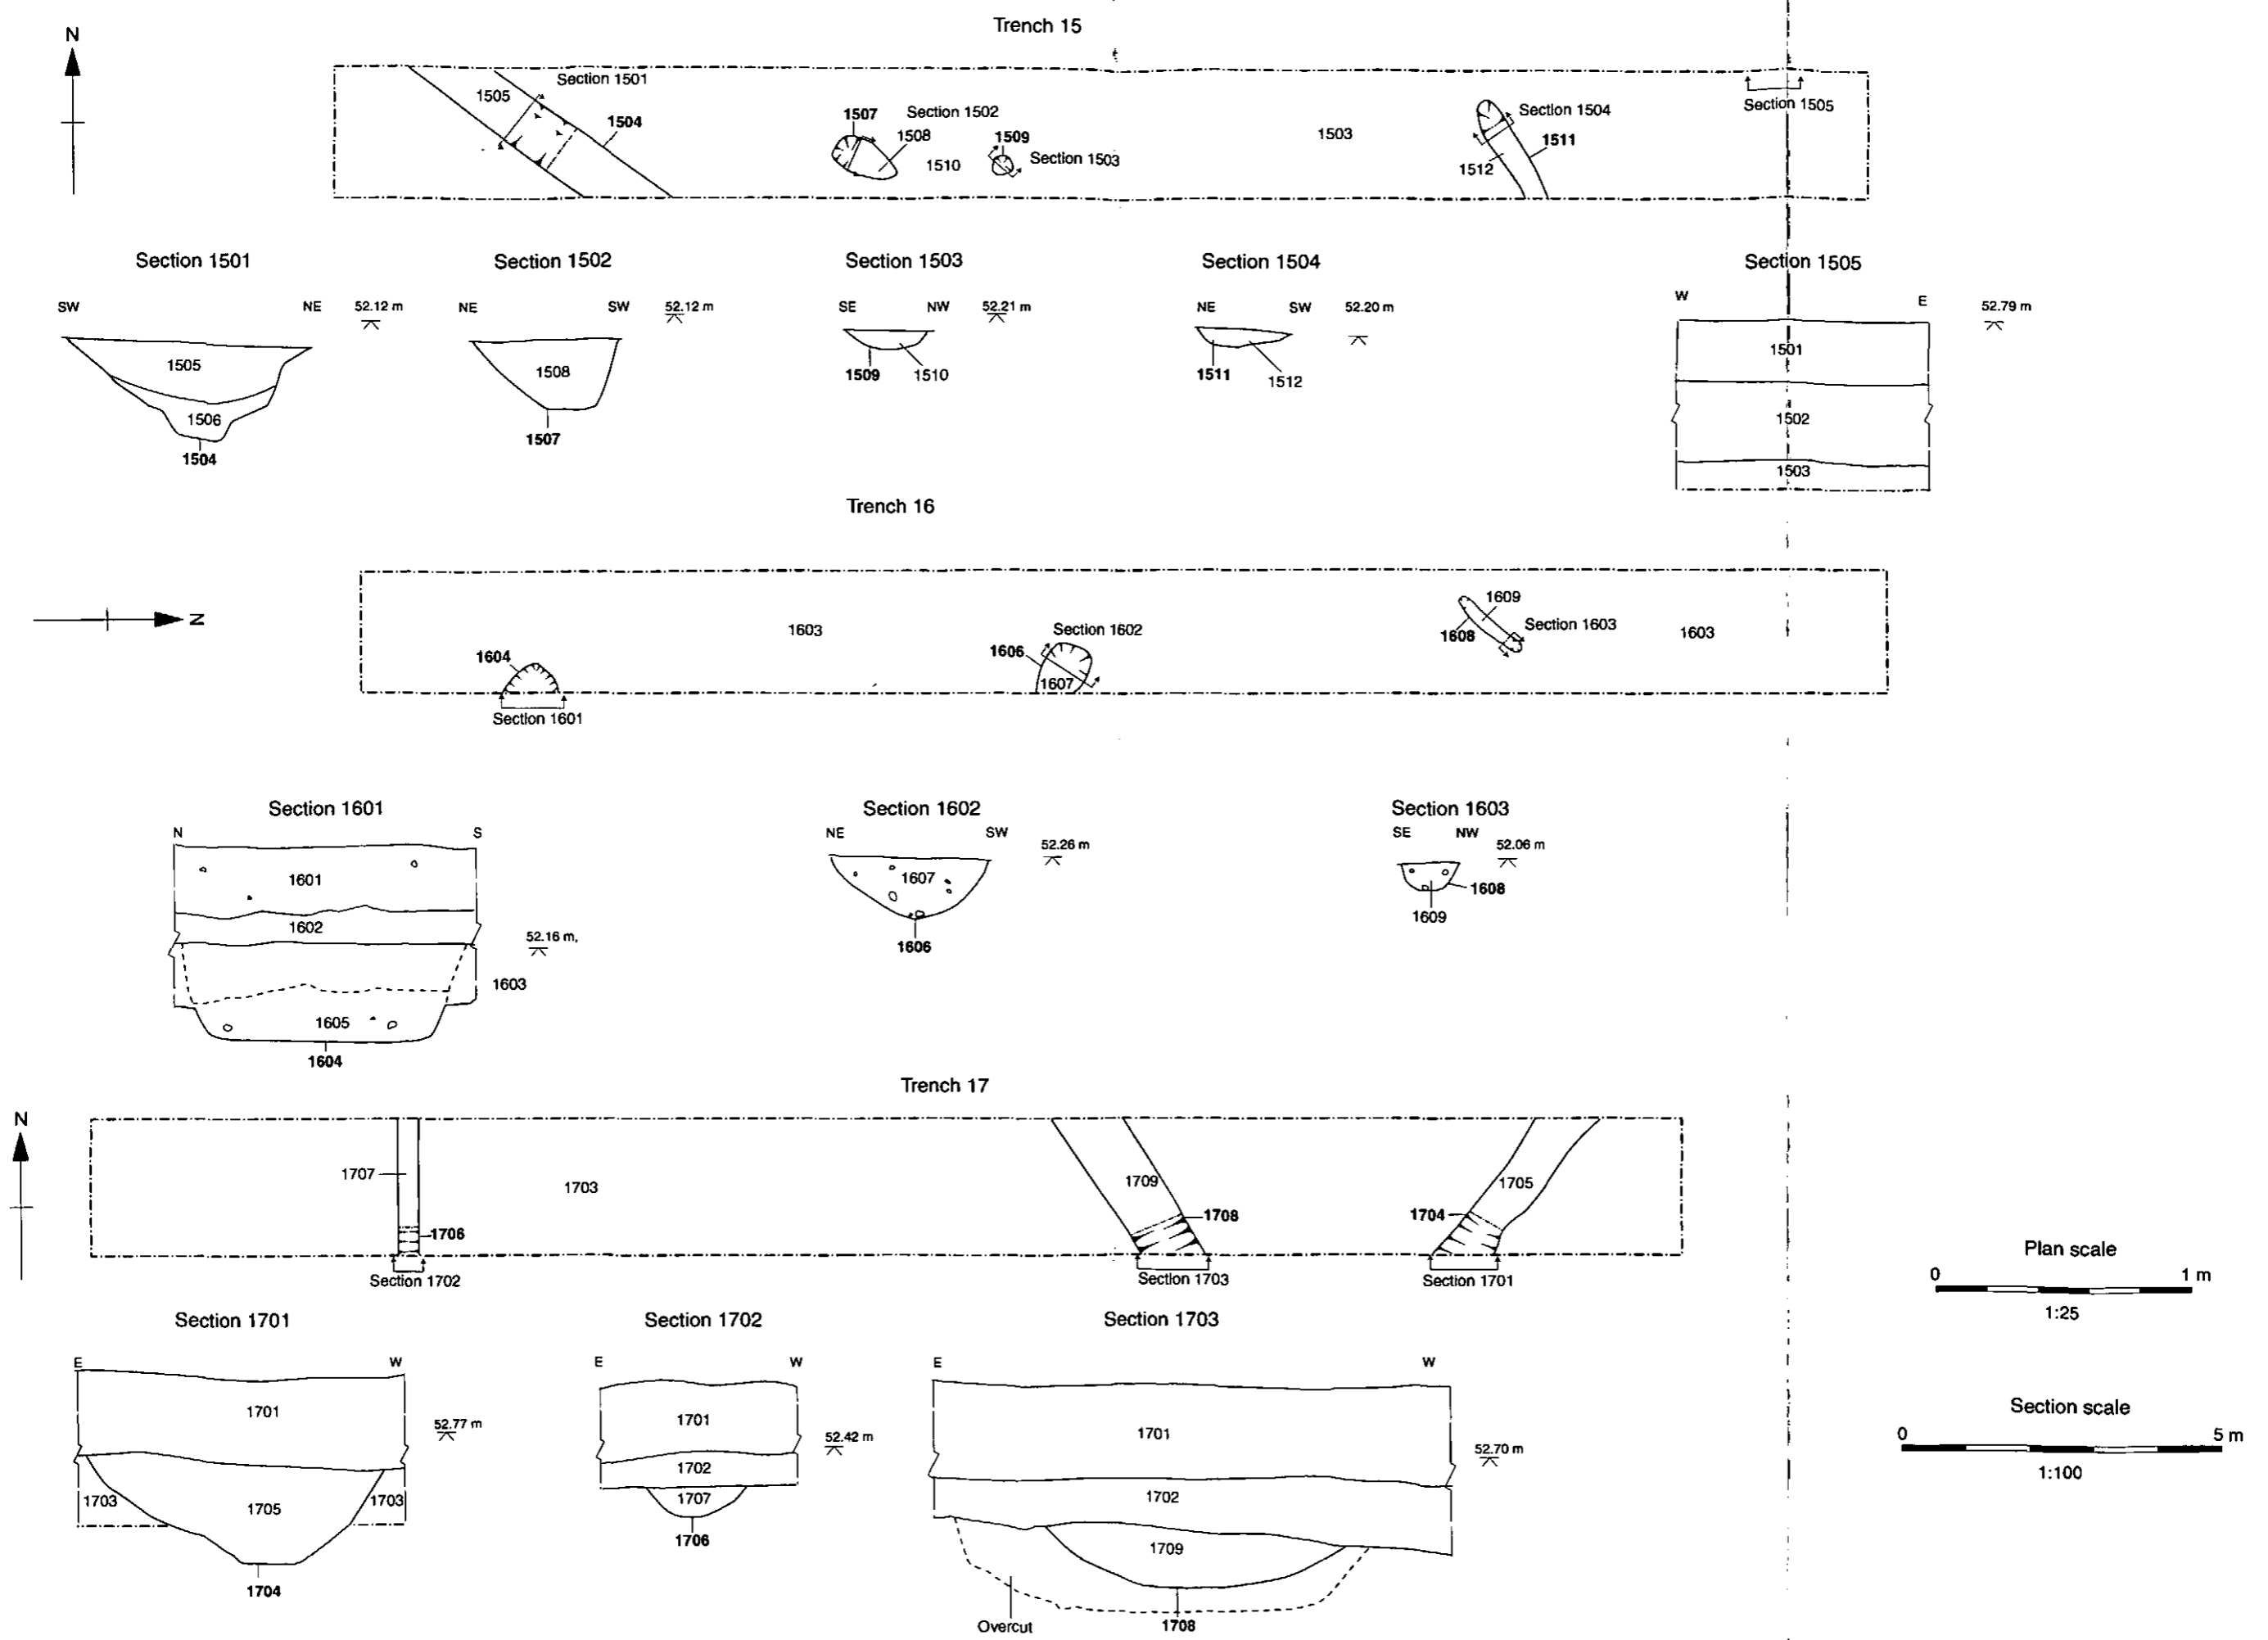 Trench 15
N
Section 1501
1505
1504
1507
Section 1502
1508
1510
1509
Section 1503
1503
Section 1504
1511
1512
Section 1505
Section 1501
SW
NE
52.12 m
1505
1506
1504
Section 1502
NE
SW
52.12 m
1508
1507
Section 1503
SE
NW
52.21 m
1509
1510
Section 1504
NE
SW
52.20 m
1511
1512
Section 1505
W
E
52.79 m
1501
1502
1503
Trench 16
N
1604
Section 1601
1603
1606
Section 1602
1607
1609
1608
Section 1603
1603
Section 1601
N
S
1601
1602
52.16 m,
1603
1605
1604
Section 1602
NE
SW
52.26 m
1607
1606
Section 1603
SE
NW
52.06 m
1608
1609
Trench 17
N
1707
1706
Section 1702
1703
1709
1708
Section 1703
1705
1704
Section 1701
Plan scale
0
1 m
1:25
Section scale
0
5 m
1:100
Section 1701
E
W
1701
52.77 m
1703
1705
1703
1704
Section 1702
E
W
1701
52.42 m
1702
1707
1706
Section 1703
E
W
1701
52.70 m
1702
1709
Overcut
1708